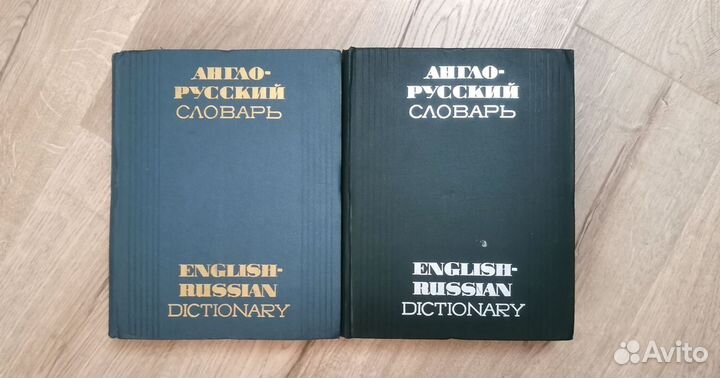 АНГЛО-
РУССКИЙ
СЛОВАРЬ
ENGLISH-
RUSSIAN
DICTIONARY
АНГЛО-
РУССКИЙ
СЛОВАРЬ
ENGLISH-
RUSSIAN
DICTIONARY
Avito